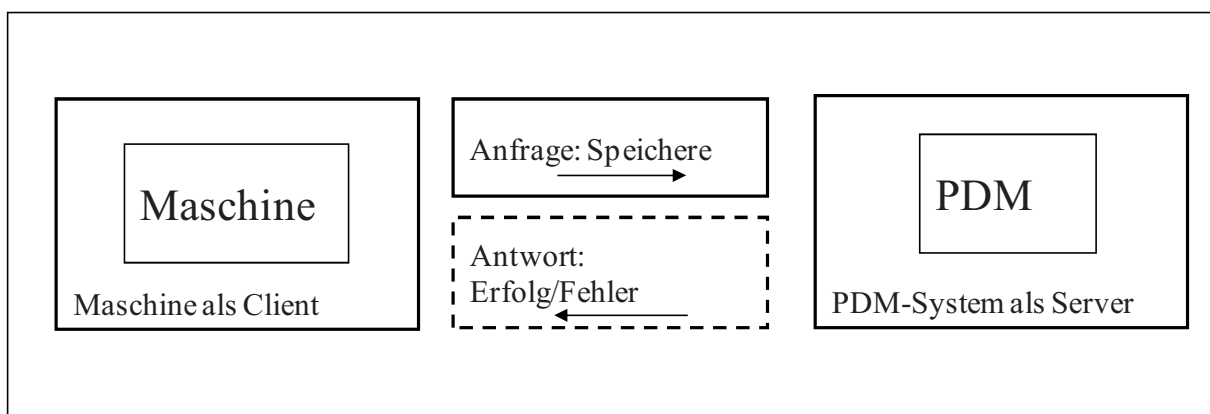 Maschine
Maschine als Client
Anfrage: Speichere
Antwort:
Erfolg/Fehler
PDM
PDM-System als Server